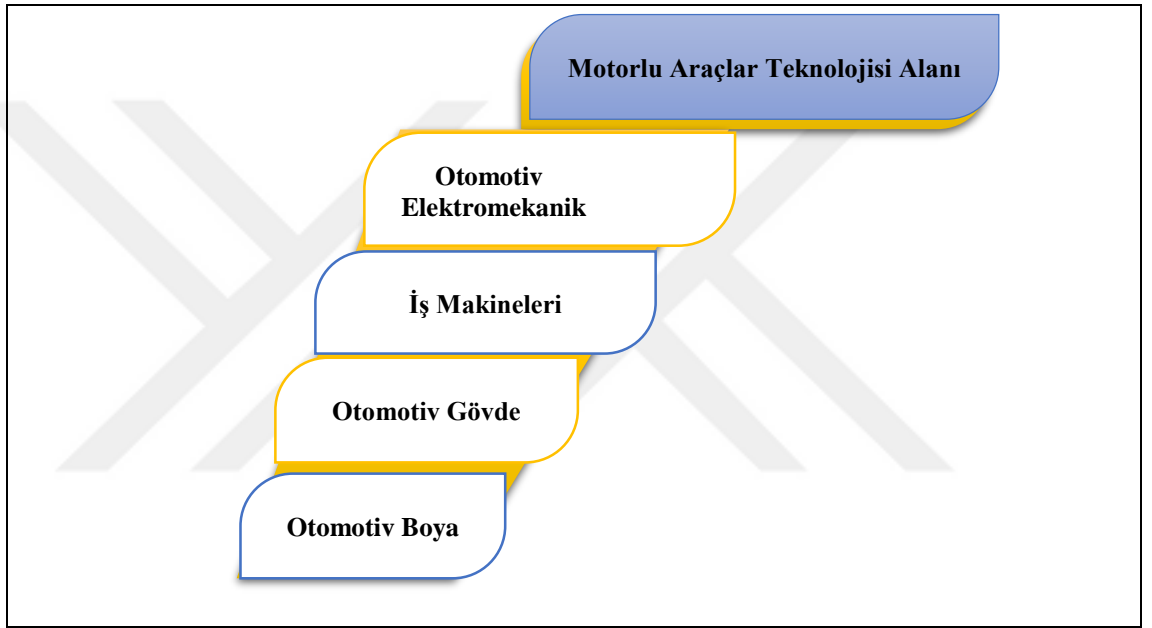 Motorlu Araçlar Teknolojisi Alanı
Otomotiv
Elektromekanik
İş Makineleri
Otomotiv Gövde
Otomotiv Boya